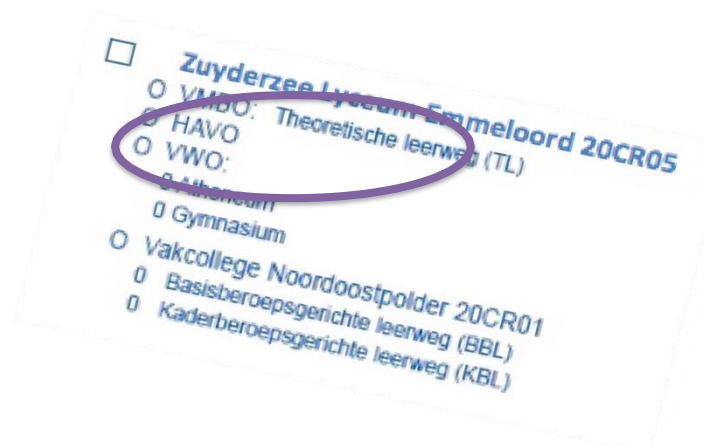 Zuyderzee Lyceum Emmeloord 20CR05
O VMBO: Theoretische leerweg (TL)
O HAVO
O VWO:
0 Atheneum
0 Gymnasium
O Vakcollege Noordoostpolder 20CR01
0 Basisberoepsgerichte leerweg (BBL)
0 Kaderberoepsgerichte leerweg (KBL)